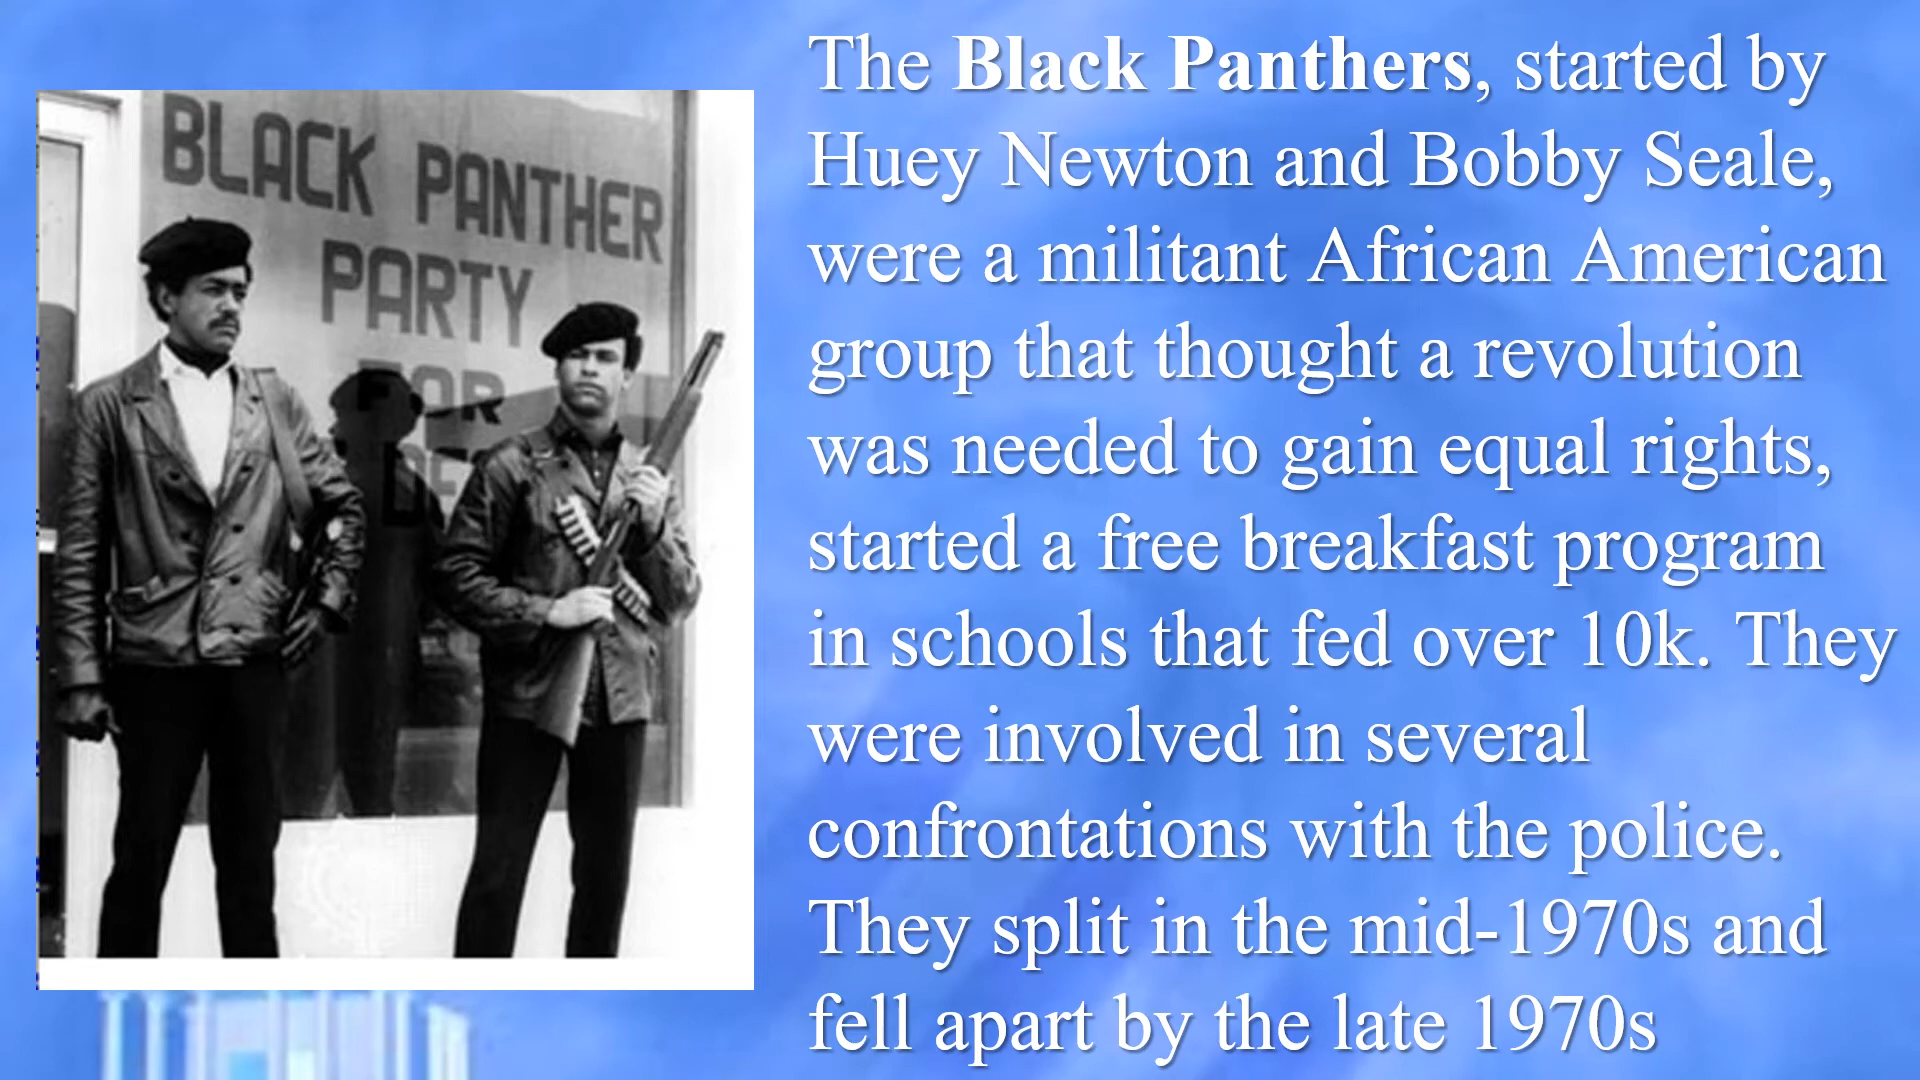 BLACK PANTHER
PARTY
FOR
DEF
The Black Panthers, started by
Huey Newton and Bobby Seale,
were a militant African American
group that thought a revolution
was needed to gain equal rights,
started a free breakfast program
in schools that fed over 10k. They
were involved in several
confrontations with the police.
They split in the mid-1970s and
fell apart by the late 1970s